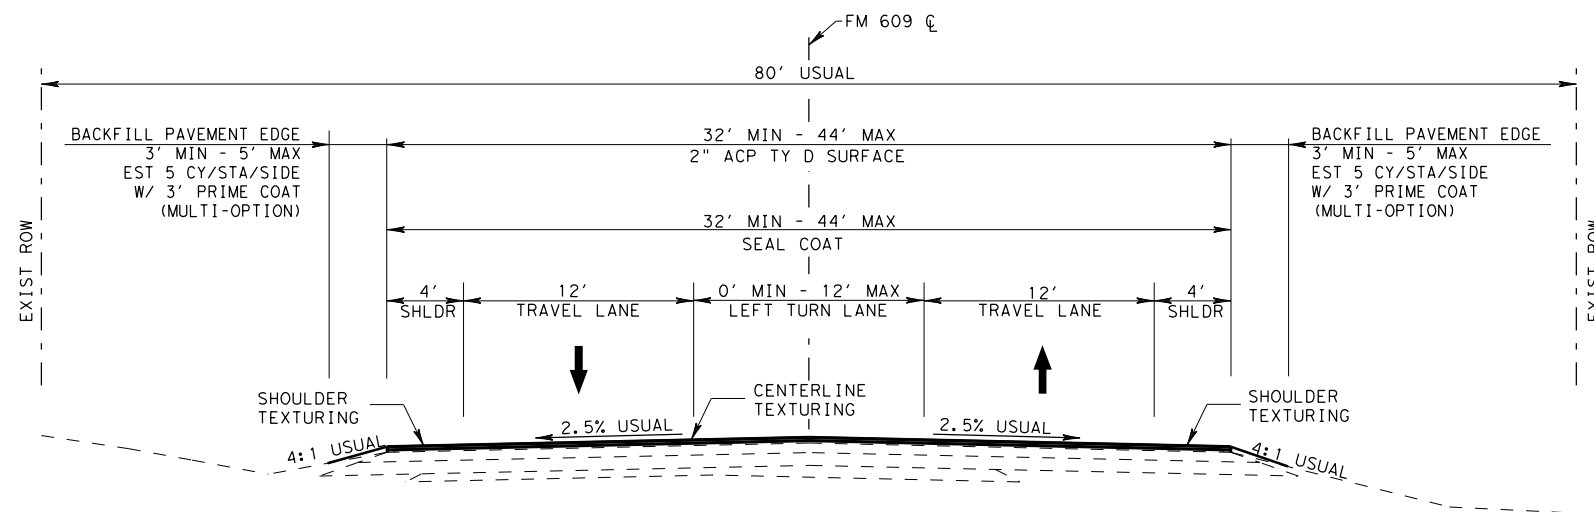 FM 609 ℄
80' USUAL
BACKFILL PAVEMENT EDGE
3' MIN - 5' MAX
EST 5 CY/STA/SIDE
W/ 3' PRIME COAT
(MULTI-OPTION)
32' MIN - 44' MAX
2" ACP TY D SURFACE
BACKFILL PAVEMENT EDGE
3' MIN - 5' MAX
EST 5 CY/STA/SIDE
W/ 3' PRIME COAT
(MULTI-OPTION)
EXIST ROW
32' MIN - 44' MAX
SEAL COAT
EXIST ROW
4'
SHLDR
12'
TRAVEL LANE
0' MIN - 12' MAX
LEFT TURN LANE
12'
TRAVEL LANE
4'
SHLDR
SHOULDER
TEXTURING
CENTERLINE
TEXTURING
SHOULDER
TEXTURING
2.5% USUAL
2.5% USUAL
4:1 USUAL
4:1 USUAL